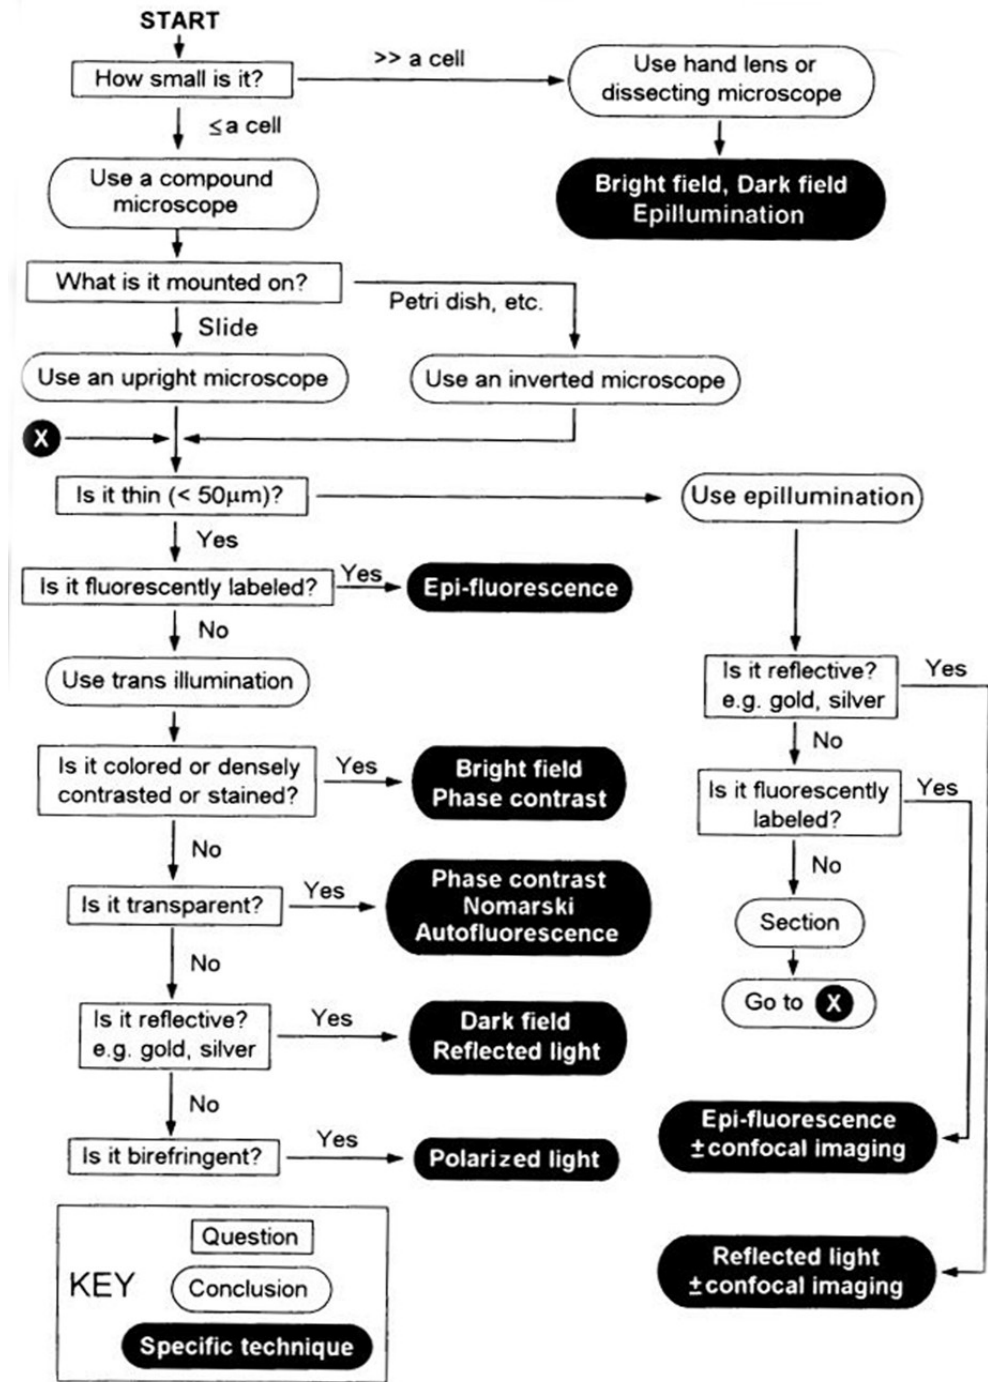 START
How small is it?
>> a cell
Use hand lens or
dissecting microscope
≤a cell
Bright field, Dark field
Epillumination
Use a compound
microscope
What is it mounted on?
Petri dish, etc.
Slide
Use an upright microscope
Use an inverted microscope
X
Is it thin (< 50µm)?
Use epillumination
Yes
Is it fluorescently labeled?
Yes
Epi-fluorescence
No
Use trans illumination
Is it reflective?
e.g. gold, silver
Yes
No
Is it colored or densely
contrasted or stained?
Yes
Bright field
Phase contrast
Is it fluorescently
labeled?
Yes
No
No
Is it transparent?
Yes
Phase contrast
Nomarski
Autofluorescence
Section
No
Go to X
Is it reflective?
e.g. gold, silver
Yes
Dark field
Reflected light
No
Is it birefringent?
Yes
Polarized light
Epi-fluorescence
±confocal imaging
Reflected light
±confocal imaging
KEY
Question
Conclusion
Specific technique